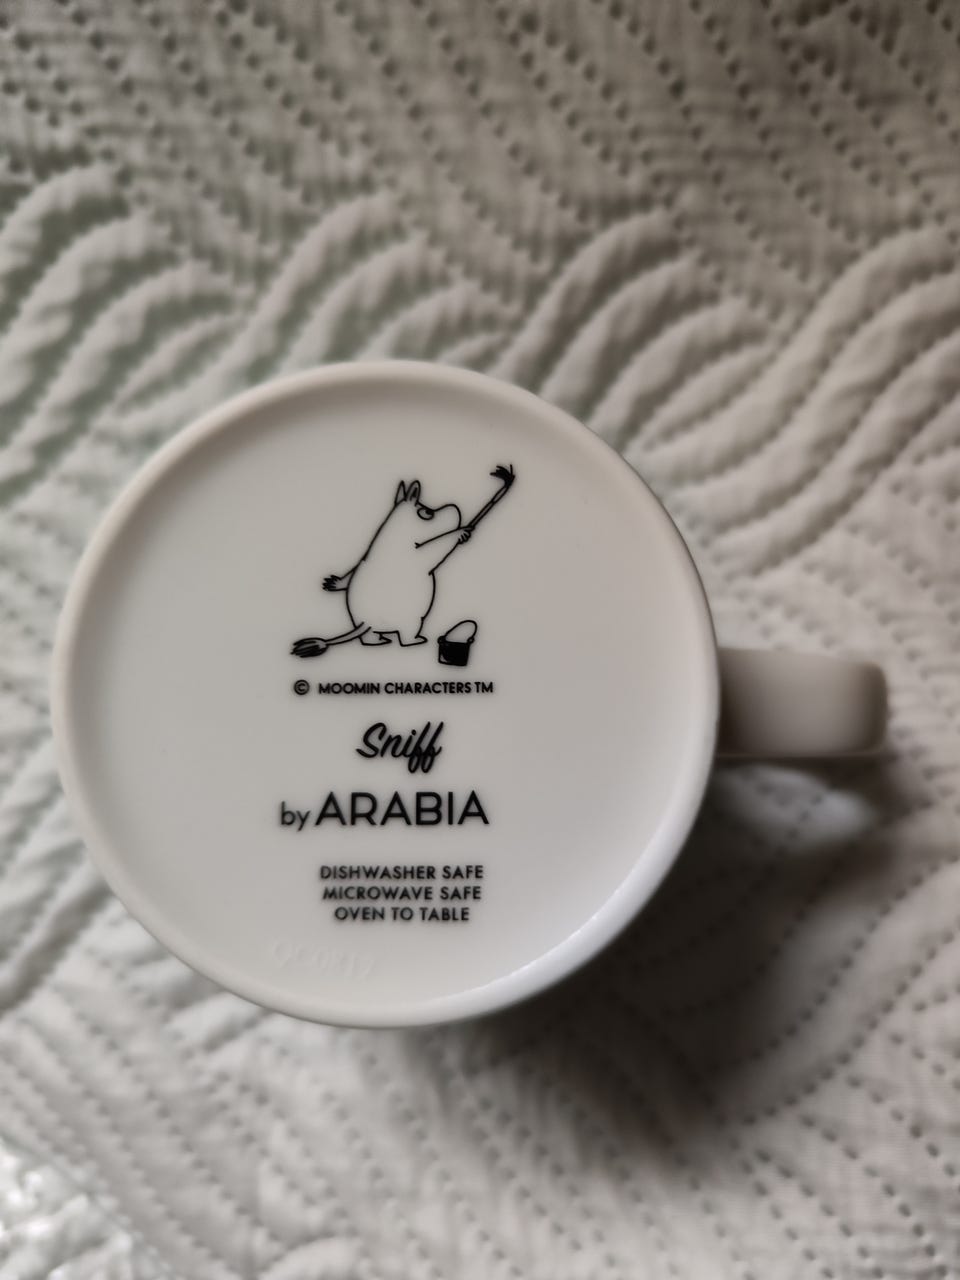 © MOOMIN CHARACTERS TM
Sniff
by ARABIA
DISHWASHER SAFE
MICROWAVE SAFE
OVEN TO TABLE